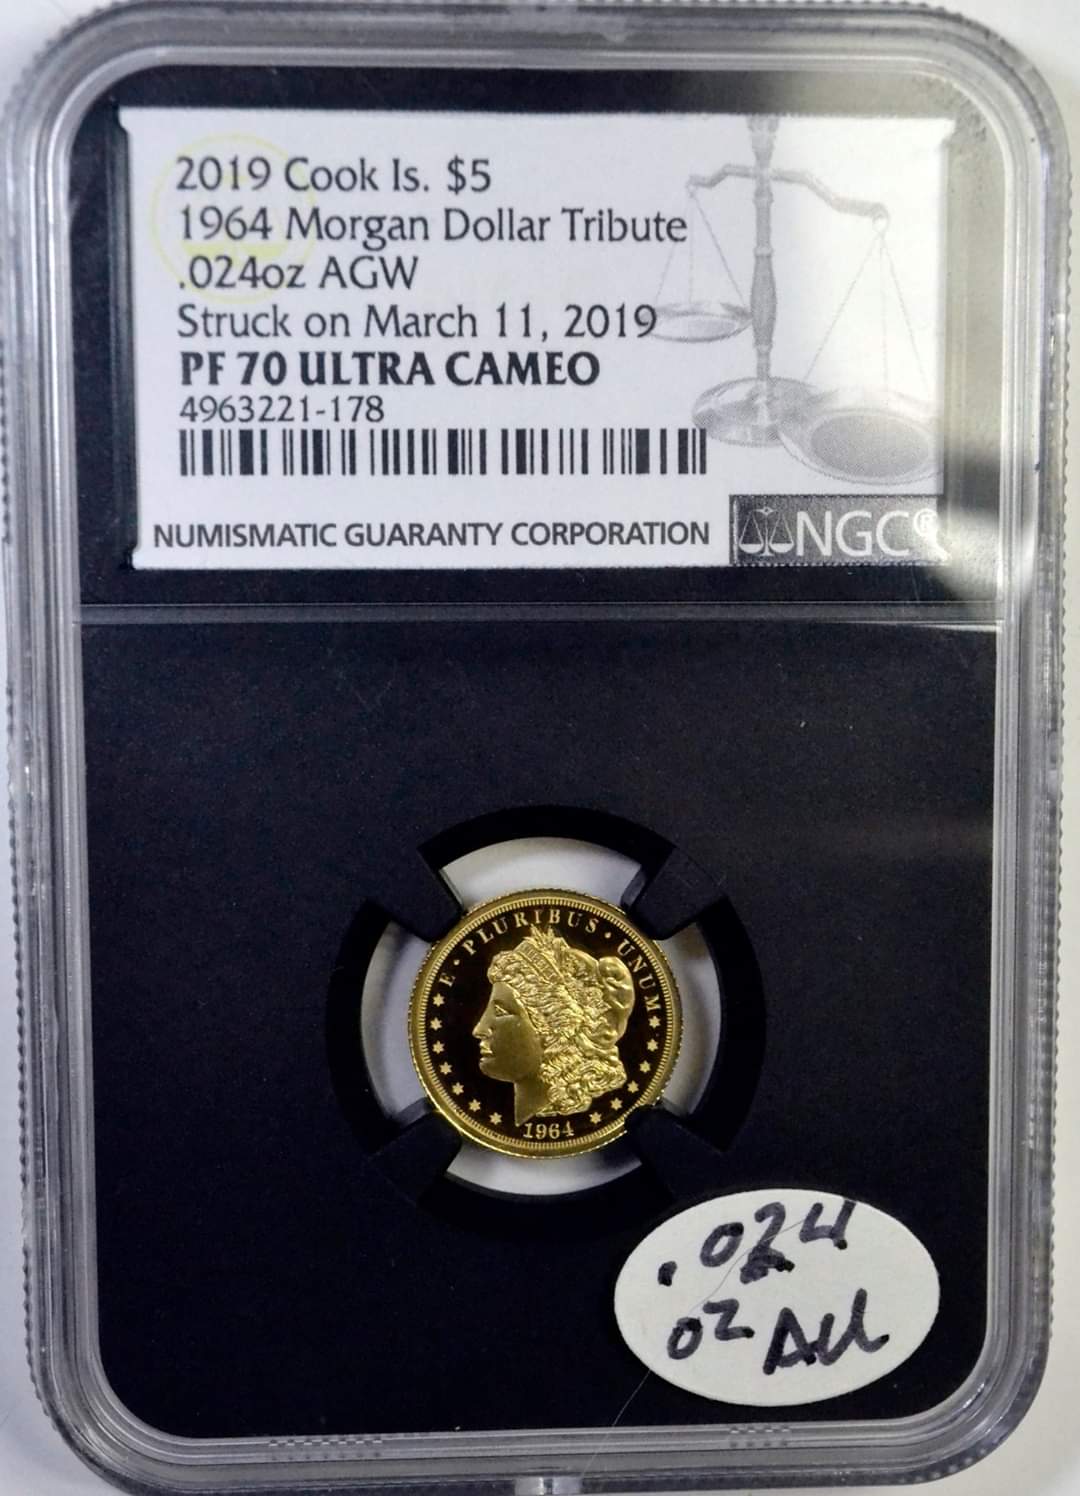 2019 Cook Is. $5
1964 Morgan Dollar Tribute
.024oz AGW
Struck on March 11, 2019
PF 70 ULTRA CAMEO
4963221-178
NUMISMATIC GUARANTY CORPORATION
NGC®
E · PLURIBUS · UNUM
1964
.024
oz Au